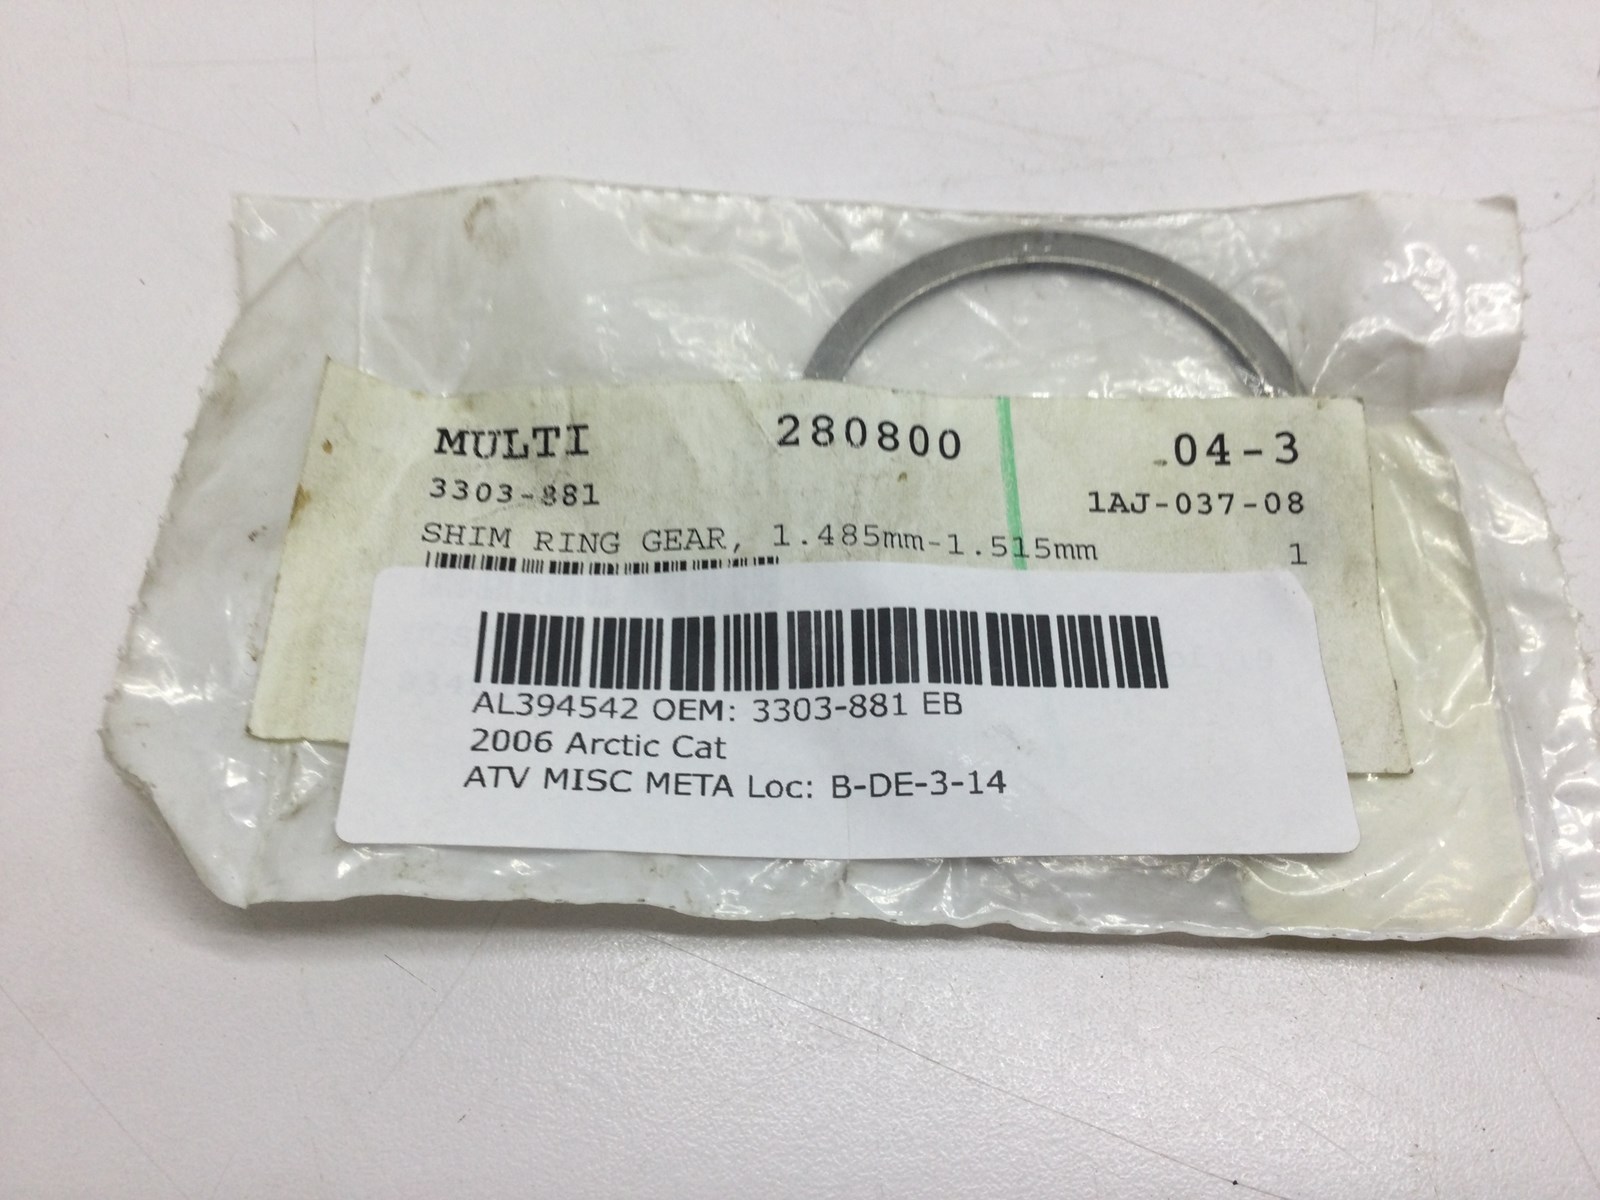 MULTI 280800 04-3
3303-881 1AJ-037-08
SHIM RING GEAR, 1.485mm-1.515mm 1
AL394542 OEM: 3303-881 EB
2006 Arctic Cat
ATV MISC META Loc: B-DE-3-14